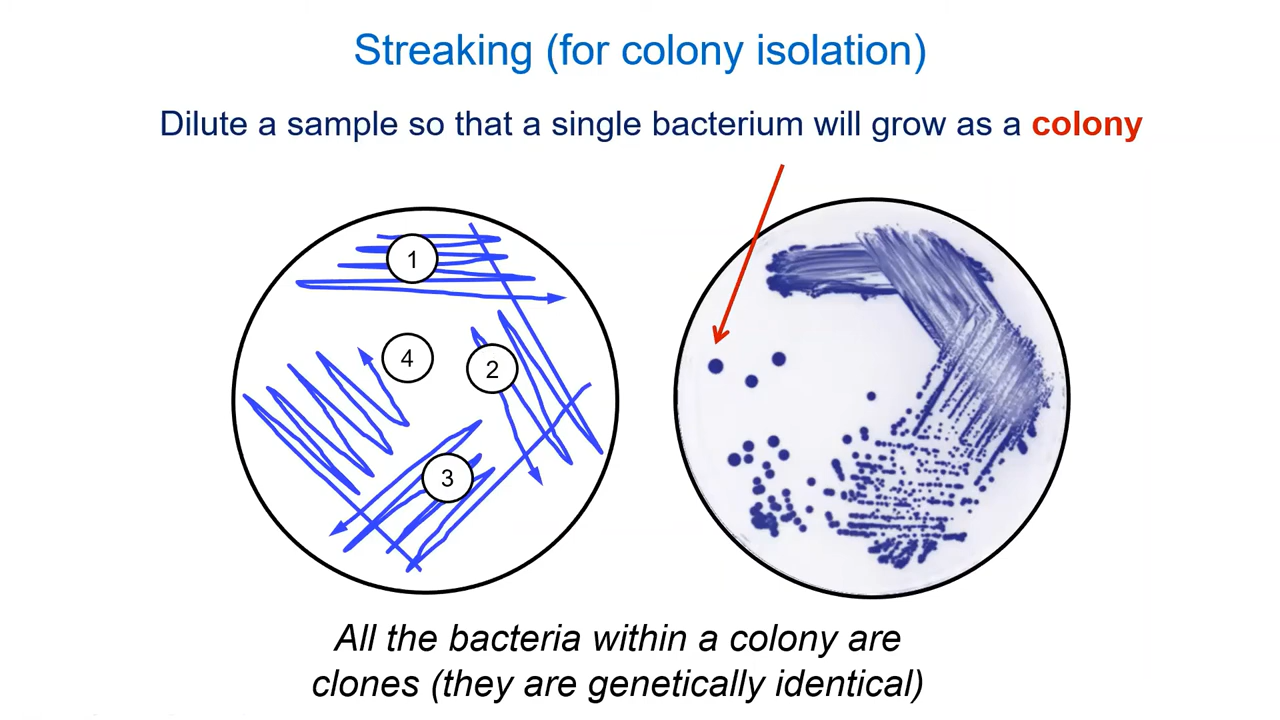 Streaking (for colony isolation)
Dilute a sample so that a single bacterium will grow as a colony
1
4
2
3
All the bacteria within a colony are
clones (they are genetically identical)